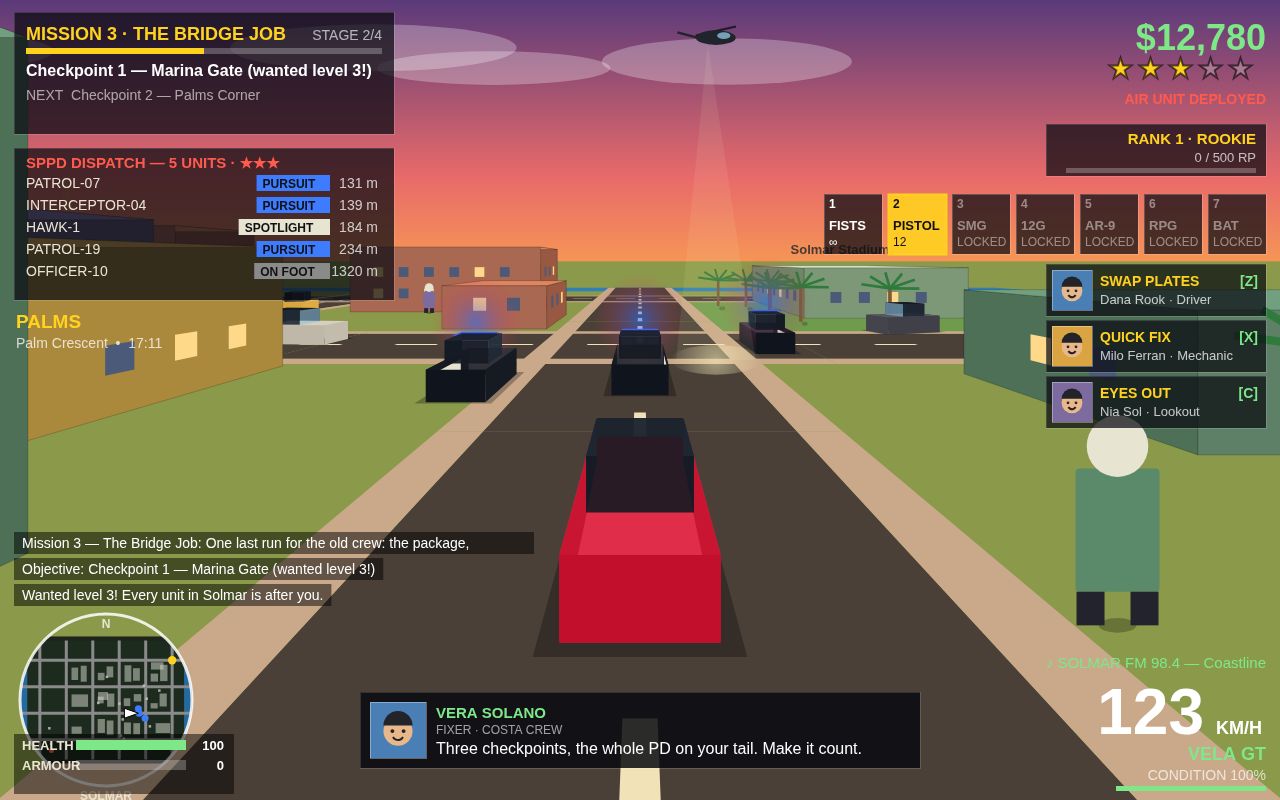 MISSION 3 · THE BRIDGE JOB STAGE 2/4
Checkpoint 1 — Marina Gate (wanted level 3!)
NEXT Checkpoint 2 — Palms Corner
SPPD DISPATCH — 5 UNITS · ★★★
PATROL-07 PURSUIT 131 m
INTERCEPTOR-04 PURSUIT 139 m
HAWK-1 SPOTLIGHT 184 m
PATROL-19 PURSUIT 234 m
OFFICER-10 ON FOOT 1320 m
PALMS
Palm Crescent • 17:11
$12,780
AIR UNIT DEPLOYED
RANK 1 · ROOKIE
0 / 500 RP
1 FISTS ∞
2 PISTOL 12
3 SMG LOCKED
4 12G LOCKED
5 AR-9 LOCKED
6 RPG LOCKED
7 BAT LOCKED
Solmar Stadium
SWAP PLATES [Z]
Dana Rook · Driver
QUICK FIX [X]
Milo Ferran · Mechanic
EYES OUT [C]
Nia Sol · Lookout
Mission 3 — The Bridge Job: One last run for the old crew: the package,
Objective: Checkpoint 1 — Marina Gate (wanted level 3!)
Wanted level 3! Every unit in Solmar is after you.
N
HEALTH 100
ARMOUR 0
SOLMAR
VERA SOLANO
FIXER · COSTA CREW
Three checkpoints, the whole PD on your tail. Make it count.
♪ SOLMAR FM 98.4 — Coastline
123 KM/H
VELA GT
CONDITION 100%